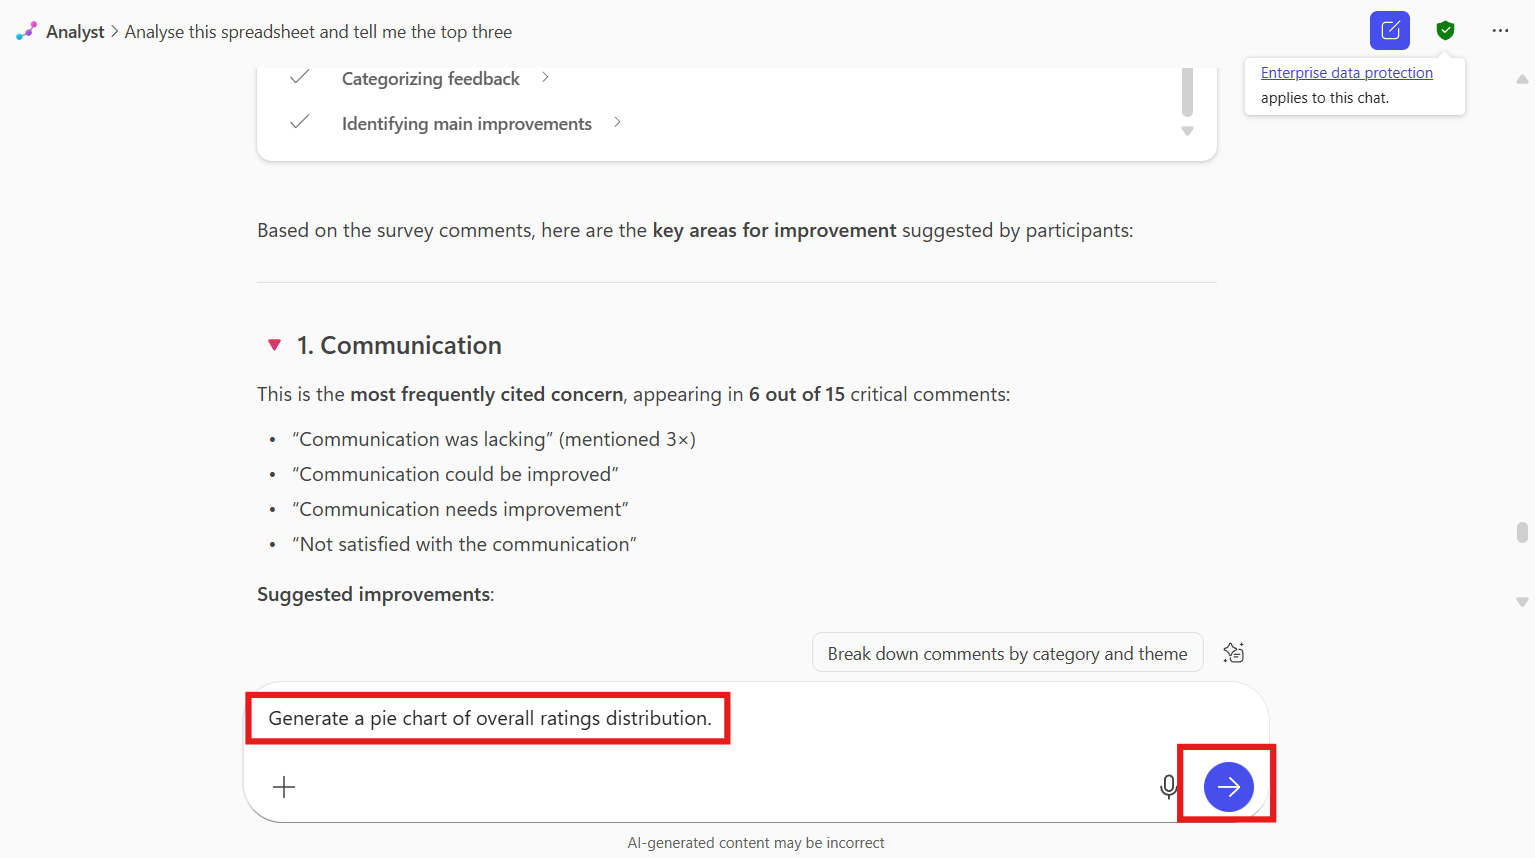 Analyst > Analyse this spreadsheet and tell me the top three
Enterprise data protection
applies to this chat.
Categorizing feedback
Identifying main improvements
Based on the survey comments, here are the key areas for improvement suggested by participants:
1. Communication
This is the most frequently cited concern, appearing in 6 out of 15 critical comments:
• “Communication was lacking” (mentioned 3×)
• “Communication could be improved”
• “Communication needs improvement”
• “Not satisfied with the communication”
Suggested improvements:
Break down comments by category and theme
Generate a pie chart of overall ratings distribution.
AI-generated content may be incorrect